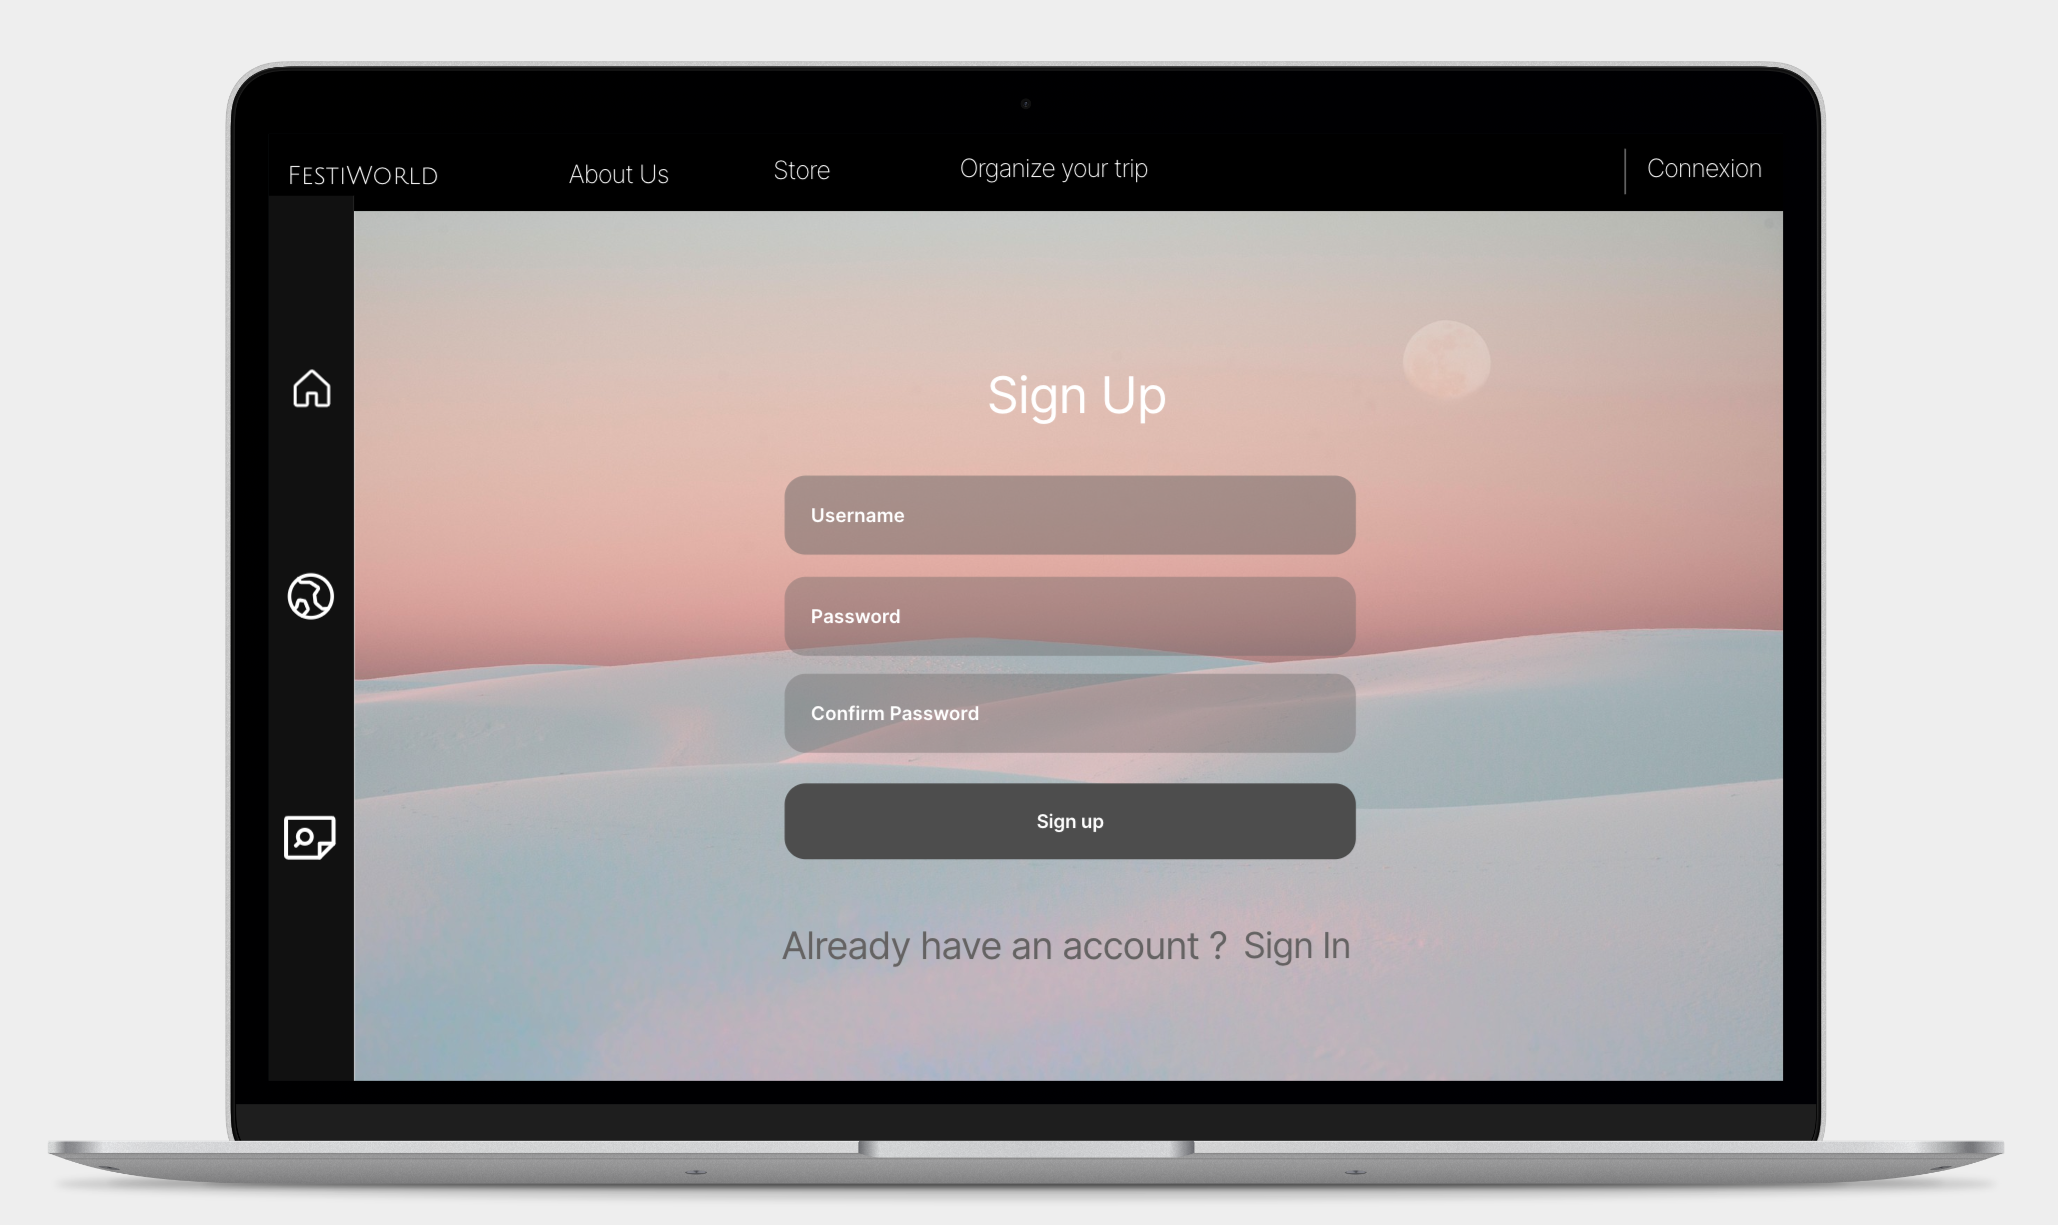 FESTIWORLD
About Us
Store
Organize your trip
Connexion
Sign Up
Username
Password
Confirm Password
Sign up
Already have an account ? Sign In